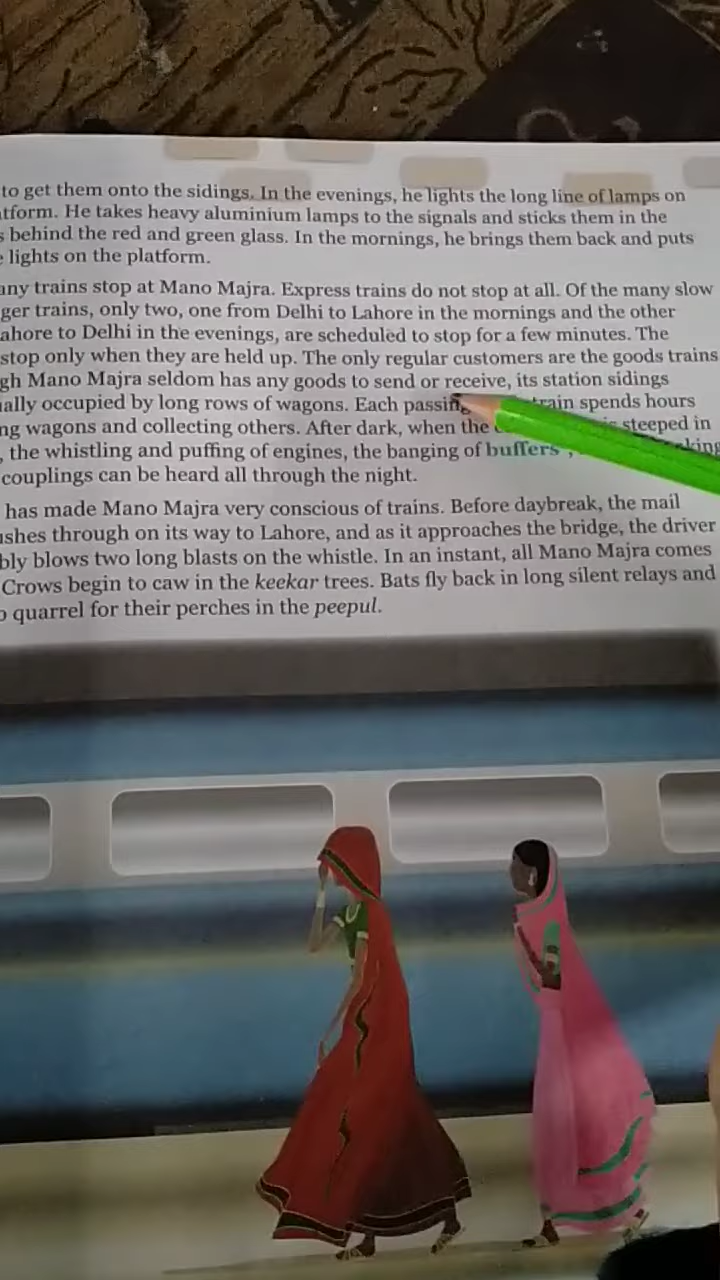 to get them onto the sidings. In the evenings, he lights the long line of lamps on
tform. He takes heavy aluminium lamps to the signals and sticks them in the
s behind the red and green glass. In the mornings, he brings them back and puts
e lights on the platform.
any trains stop at Mano Majra. Express trains do not stop at all. Of the many slow
ger trains, only two, one from Delhi to Lahore in the mornings and the other
ahore to Delhi in the evenings, are scheduled to stop for a few minutes. The
stop only when they are held up. The only regular customers are the goods trains
gh Mano Majra seldom has any goods to send or receive, its station sidings
ally occupied by long rows of wagons. Each passing train spends hours
ng wagons and collecting others. After dark, when the steeped in
, the whistling and puffing of engines, the banging of buffers ,
couplings can be heard all through the night.
has made Mano Majra very conscious of trains. Before daybreak, the mail
ushes through on its way to Lahore, and as it approaches the bridge, the driver
bly blows two long blasts on the whistle. In an instant, all Mano Majra comes
Crows begin to caw in the keekar trees. Bats fly back in long silent relays and
o quarrel for their perches in the peepul.